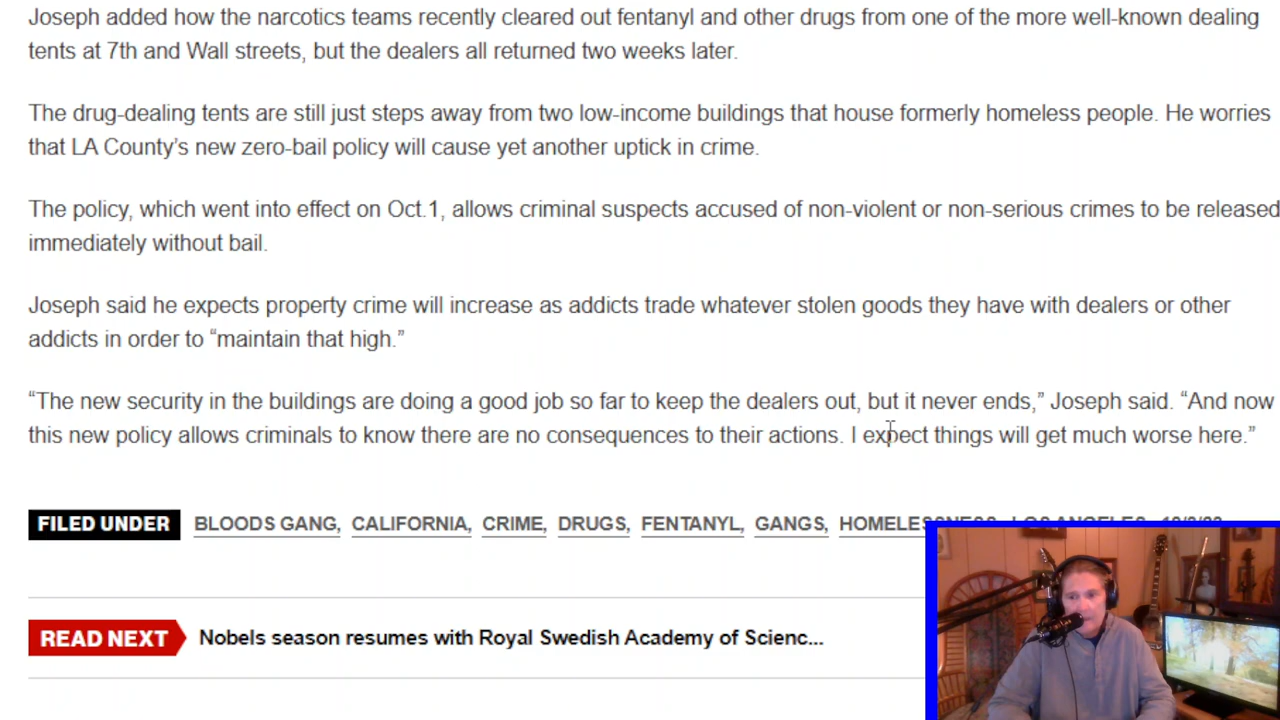 Joseph added how the narcotics teams recently cleared out fentanyl and other drugs from one of the more well-known dealing
tents at 7th and Wall streets, but the dealers all returned two weeks later.
The drug-dealing tents are still just steps away from two low-income buildings that house formerly homeless people. He worries
that LA County’s new zero-bail policy will cause yet another uptick in crime.
The policy, which went into effect on Oct.1, allows criminal suspects accused of non-violent or non-serious crimes to be released
immediately without bail.
Joseph said he expects property crime will increase as addicts trade whatever stolen goods they have with dealers or other
addicts in order to “maintain that high.”
“The new security in the buildings are doing a good job so far to keep the dealers out, but it never ends,” Joseph said. “And now
this new policy allows criminals to know there are no consequences to their actions. I expect things will get much worse here.”
FILED UNDER BLOODS GANG, CALIFORNIA, CRIME, DRUGS, FENTANYL, GANGS, HOMELESSNESS, LOS ANGELES,
READ NEXT Nobels season resumes with Royal Swedish Academy of Scienc...